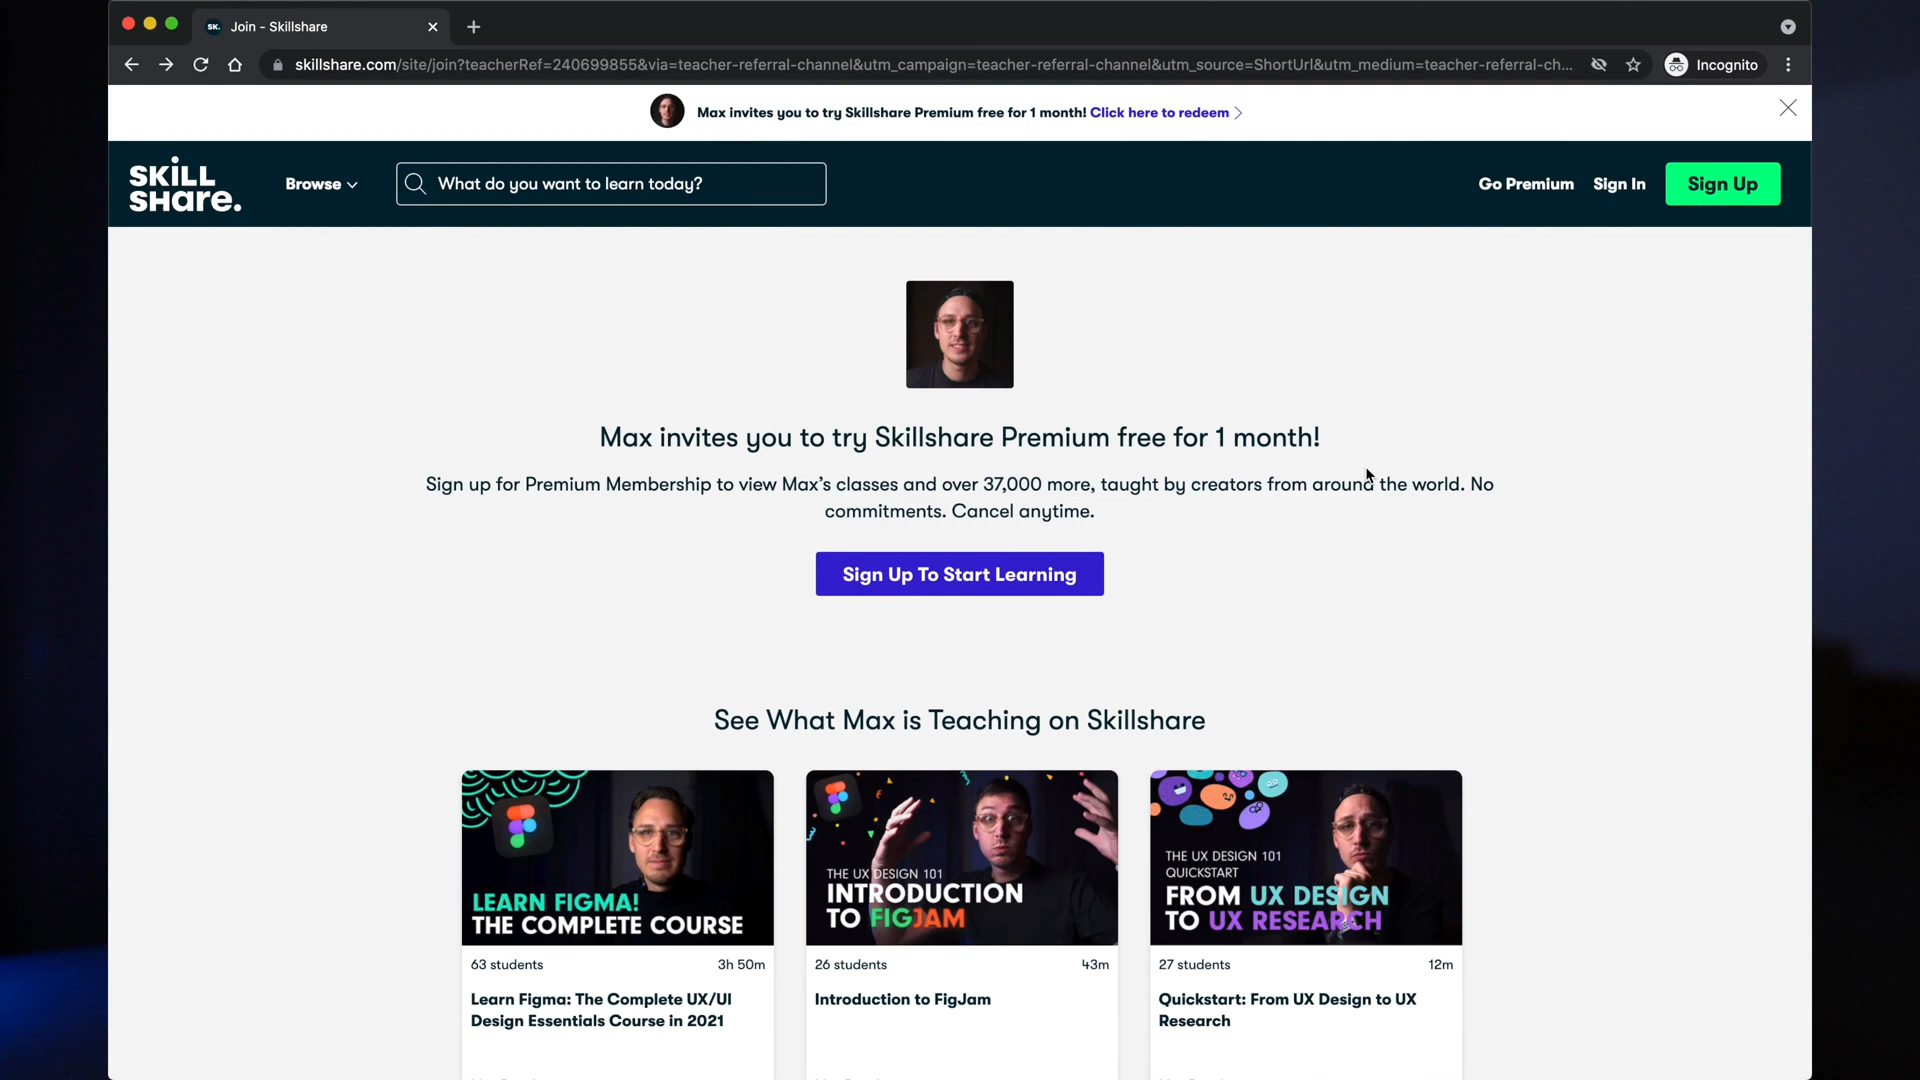 SK. Join - Skillshare
skillshare.com/site/join?teacherRef=240699855&via=teacher-referral-channel&utm_campaign=teacher-referral-channel&utm_source=ShortUrl&utm_medium=teacher-referral-ch...
Incognito
Max invites you to try Skillshare Premium free for 1 month! Click here to redeem
SKiLL
SHare.
Browse
What do you want to learn today?
Go Premium
Sign In
Sign Up
Max invites you to try Skillshare Premium free for 1 month!
Sign up for Premium Membership to view Max's classes and over 37,000 more, taught by creators from around the world. No
commitments. Cancel anytime.
Sign Up To Start Learning
See What Max is Teaching on Skillshare
LEARN FIGMA!
THE COMPLETE COURSE
63 students
3h 50m
Learn Figma: The Complete UX/UI
Design Essentials Course in 2021
THE UX DESIGN 101
INTRODUCTION
TO FIGJAM
26 students
43m
Introduction to FigJam
THE UX DESIGN 101
QUICKSTART
FROM UX DESIGN
TO UX RESEARCH
27 students
12m
Quickstart: From UX Design to UX
Research